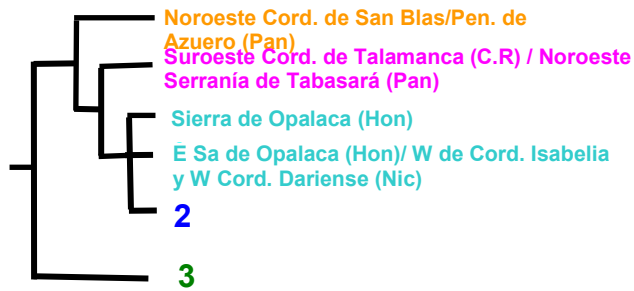 Noroeste Cord. de San Blas/Pen. de
Azuero (Pan)
Suroeste Cord. de Talamanca (C.R) / Noroeste
Serranía de Tabasará (Pan)
Sierra de Opalaca (Hon)
E Sa de Opalaca (Hon)/ W de Cord. Isabelia
y W Cord. Dariense (Nic)
2
3